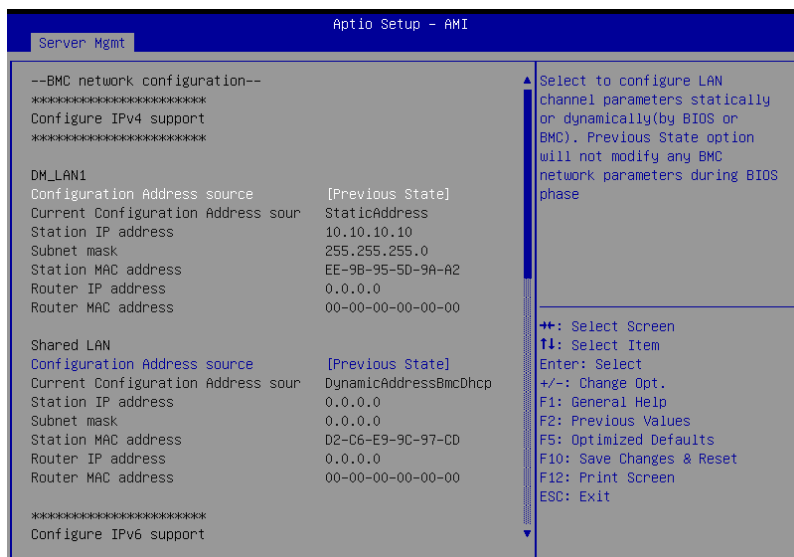 Aptio Setup – AMI
Server Mgmt
--BMC network configuration--
**********************
Configure IPv4 support
**********************
DM_LAN1
Configuration Address source [Previous State]
Current Configuration Address sour StaticAddress
Station IP address 10.10.10.10
Subnet mask 255.255.255.0
Station MAC address EE-9B-95-5D-9A-A2
Router IP address 0.0.0.0
Router MAC address 00-00-00-00-00-00
Shared LAN
Configuration Address source [Previous State]
Current Configuration Address sour DynamicAddressBmcDhcp
Station IP address 0.0.0.0
Subnet mask 0.0.0.0
Station MAC address D2-C6-E9-9C-97-CD
Router IP address 0.0.0.0
Router MAC address 00-00-00-00-00-00
**********************
Configure IPv6 support
Select to configure LAN
channel parameters statically
or dynamically(by BIOS or
BMC). Previous State option
will not modify any BMC
network parameters during BIOS
phase
→←: Select Screen
↑↓: Select Item
Enter: Select
+/-: Change Opt.
F1: General Help
F2: Previous Values
F5: Optimized Defaults
F10: Save Changes & Reset
F12: Print Screen
ESC: Exit